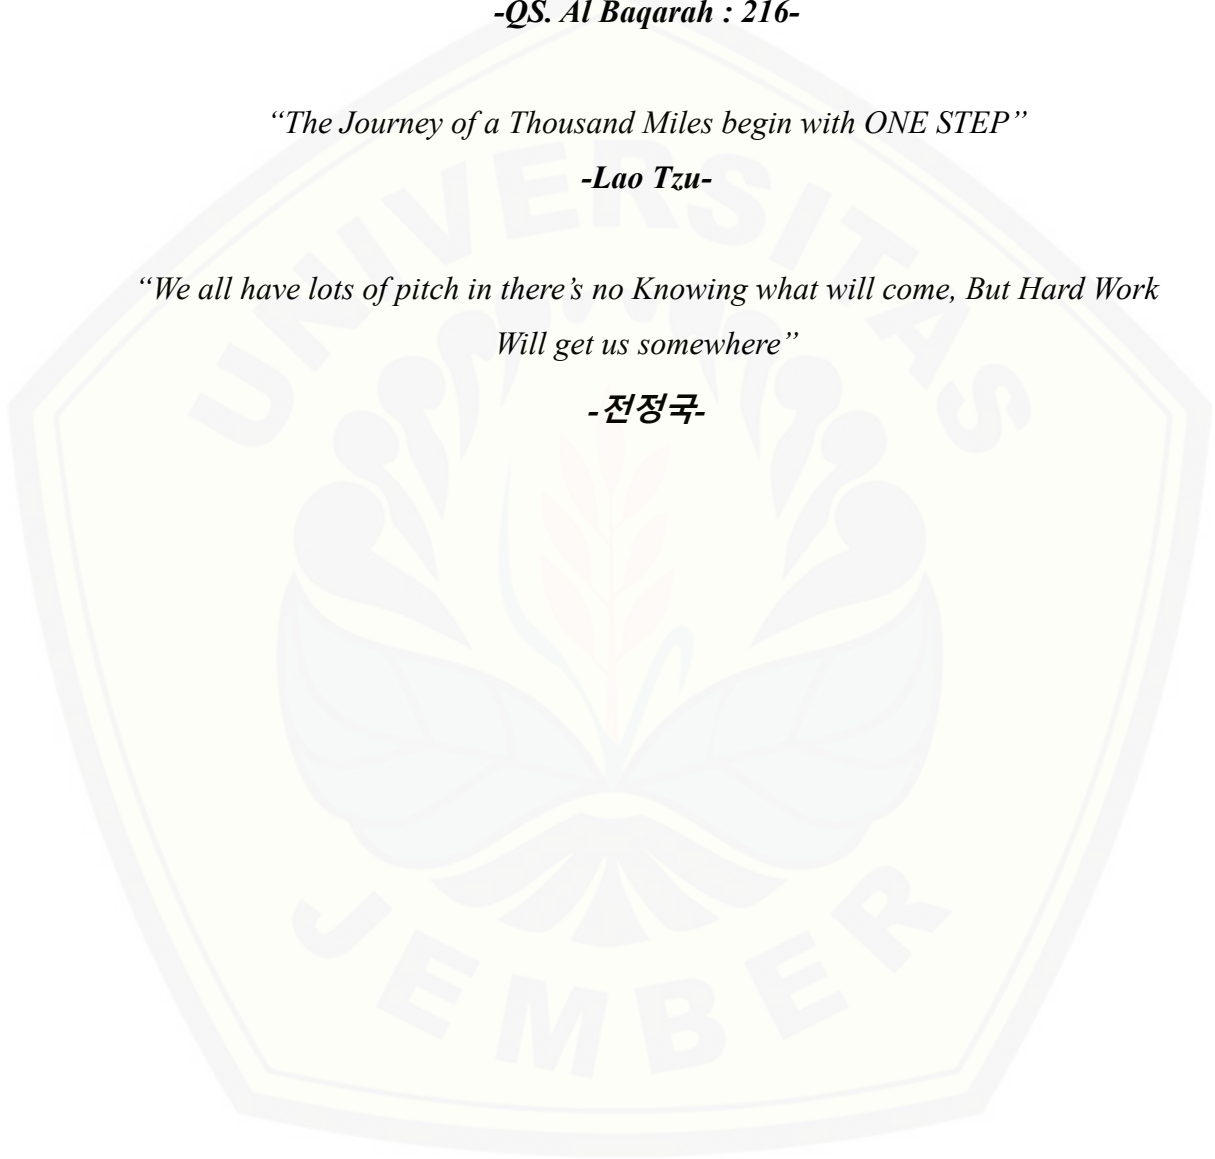 -QS. Al Baqarah : 216-
“The Journey of a Thousand Miles begin with ONE STEP”
-Lao Tzu-
“We all have lots of pitch in there’s no Knowing what will come, But Hard Work
Will get us somewhere”
-전정국-
UNIVERSITAS
JEMBER